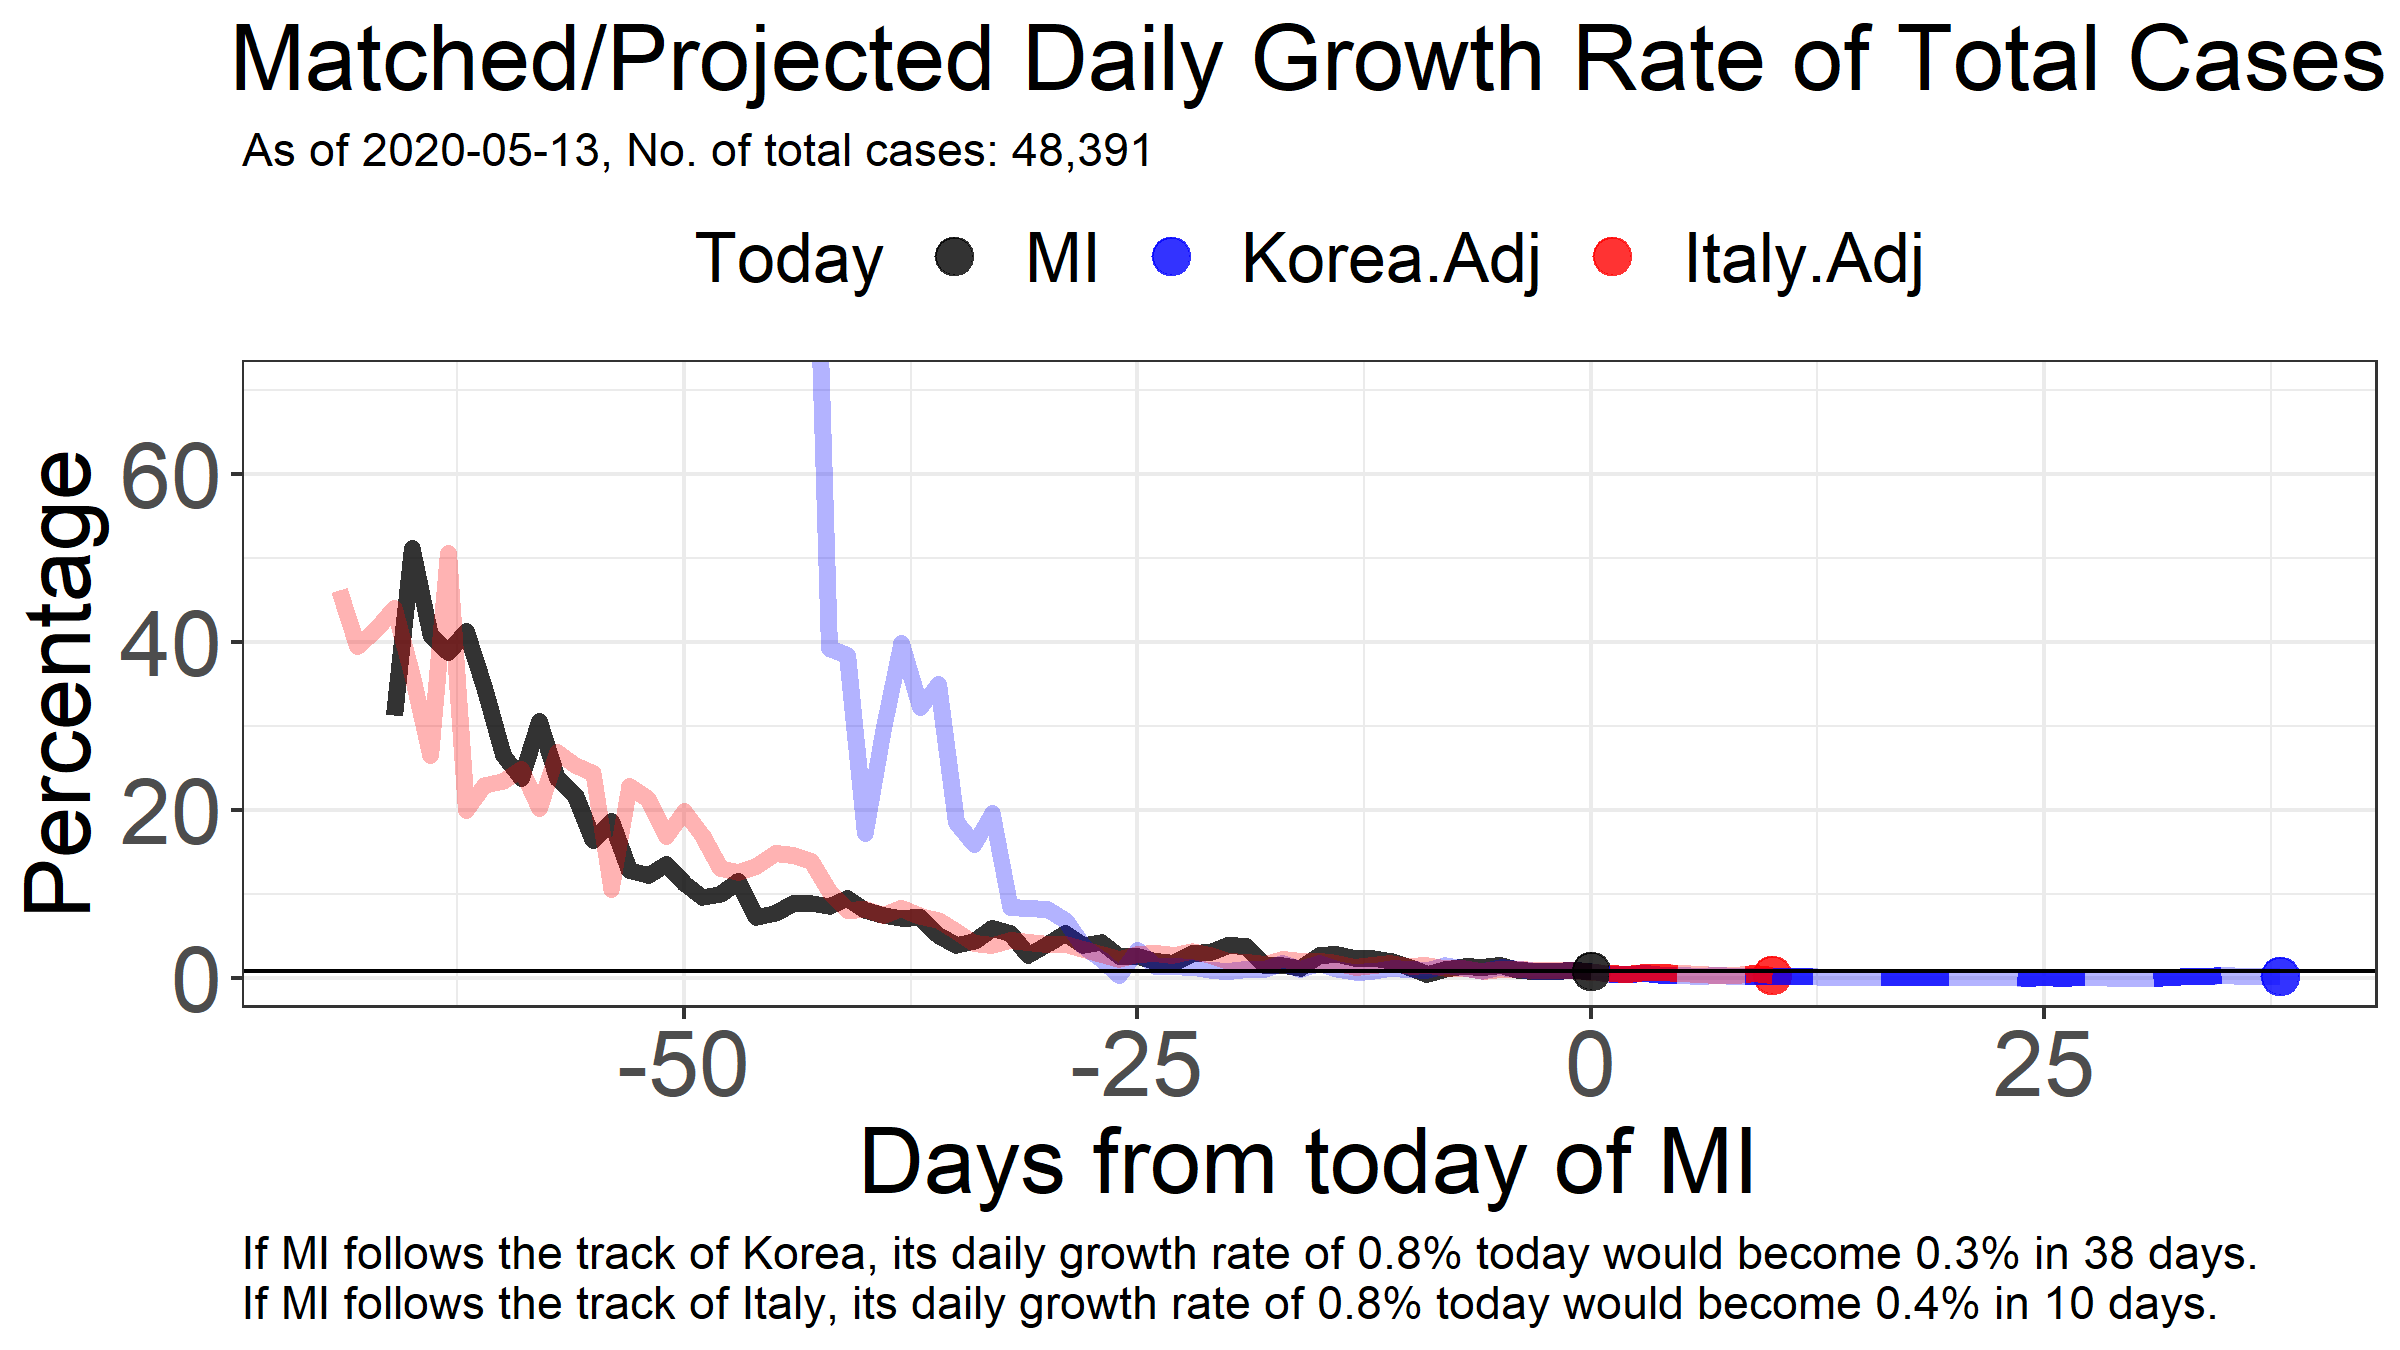 Matched/Projected Daily Growth Rate of Total Cases
As of 2020-05-13, No. of total cases: 48,391
Today MI Korea.Adj Italy.Adj
Percentage
60
40
20
0
-50 -25 0 25
Days from today of MI
If MI follows the track of Korea, its daily growth rate of 0.8% today would become 0.3% in 38 days.
If MI follows the track of Italy, its daily growth rate of 0.8% today would become 0.4% in 10 days.